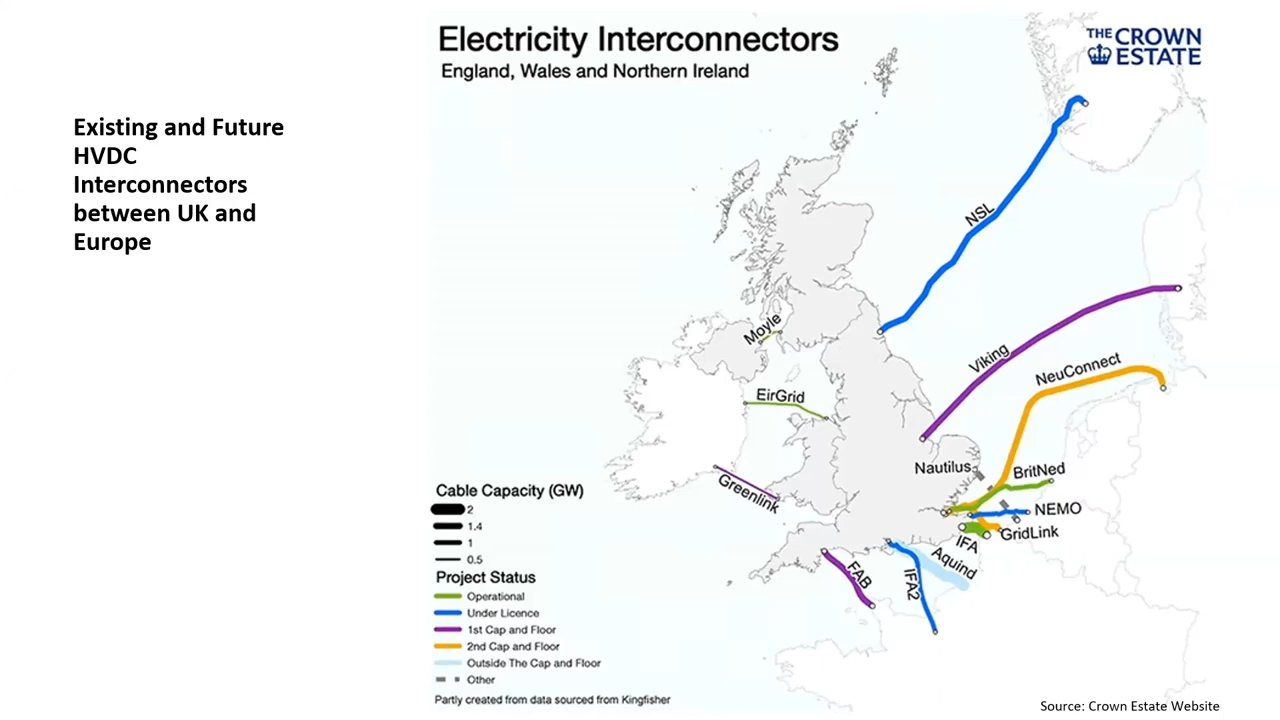 Existing and Future
HVDC
Interconnectors
between UK and
Europe
Electricity Interconnectors
England, Wales and Northern Ireland
THE CROWN
ESTATE
NSL
Moyle
Viking
NeuConnect
EirGrid
Nautilus
BritNed
Greenlink
NEMO
GridLink
IFA
Aquind
FAB
IFA2
Cable Capacity (GW)
2
1.4
1
0.5
Project Status
Operational
Under Licence
1st Cap and Floor
2nd Cap and Floor
Outside The Cap and Floor
Other
Partly created from data sourced from Kingfisher
Source: Crown Estate Website